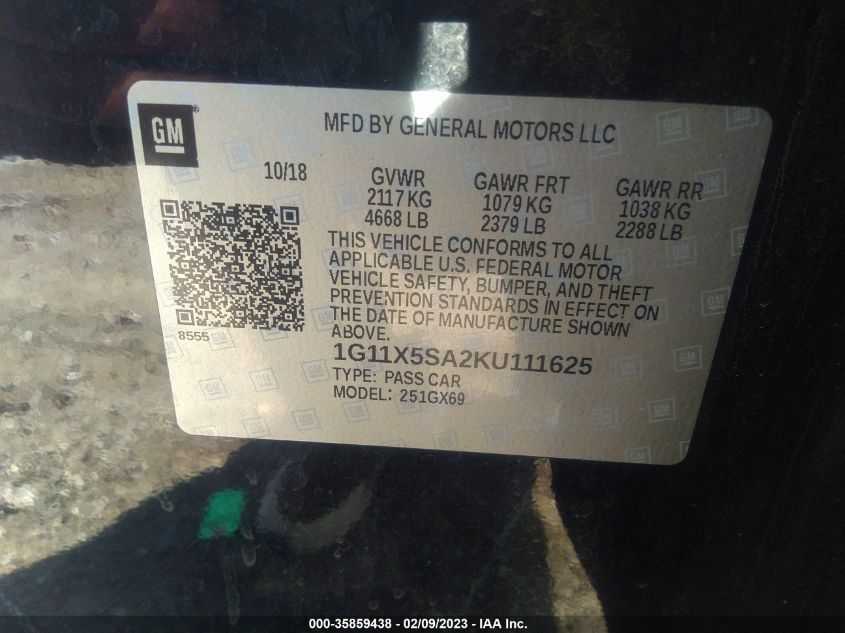 GM
MFD BY GENERAL MOTORS LLC
10/18
GVWR
2117 KG
4668 LB
GAWR FRT
1079 KG
2379 LB
GAWR RR
1038 KG
2288 LB
THIS VEHICLE CONFORMS TO ALL
APPLICABLE U.S. FEDERAL MOTOR
VEHICLE SAFETY, BUMPER, AND THEFT
PREVENTION STANDARDS IN EFFECT ON
THE DATE OF MANUFACTURE SHOWN
ABOVE.
8555
1G11X5SA2KU111625
TYPE: PASS CAR
MODEL: 251GX69
000-35859438 - 02/09/2023 - IAA Inc.